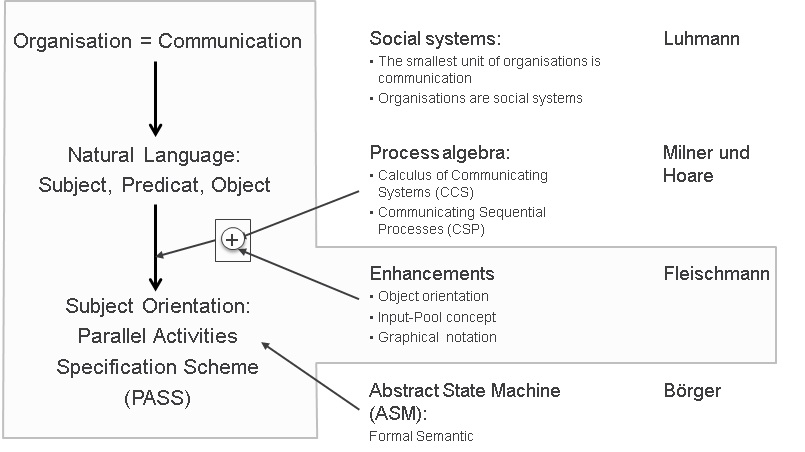 Organisation = Communication
Natural Language:
Subject, Predicat, Object
Subject Orientation:
Parallel Activities
Specification Scheme
(PASS)
Social systems:
• The smallest unit of organisations is
communication
• Organisations are social systems
Luhmann
Process algebra:
• Calculus of Communicating
Systems (CCS)
• Communicating Sequential
Processes (CSP)
Milner und
Hoare
Enhancements
• Object orientation
• Input-Pool concept
• Graphical notation
Fleischmann
Abstract State Machine
(ASM):
Formal Semantic
Börger